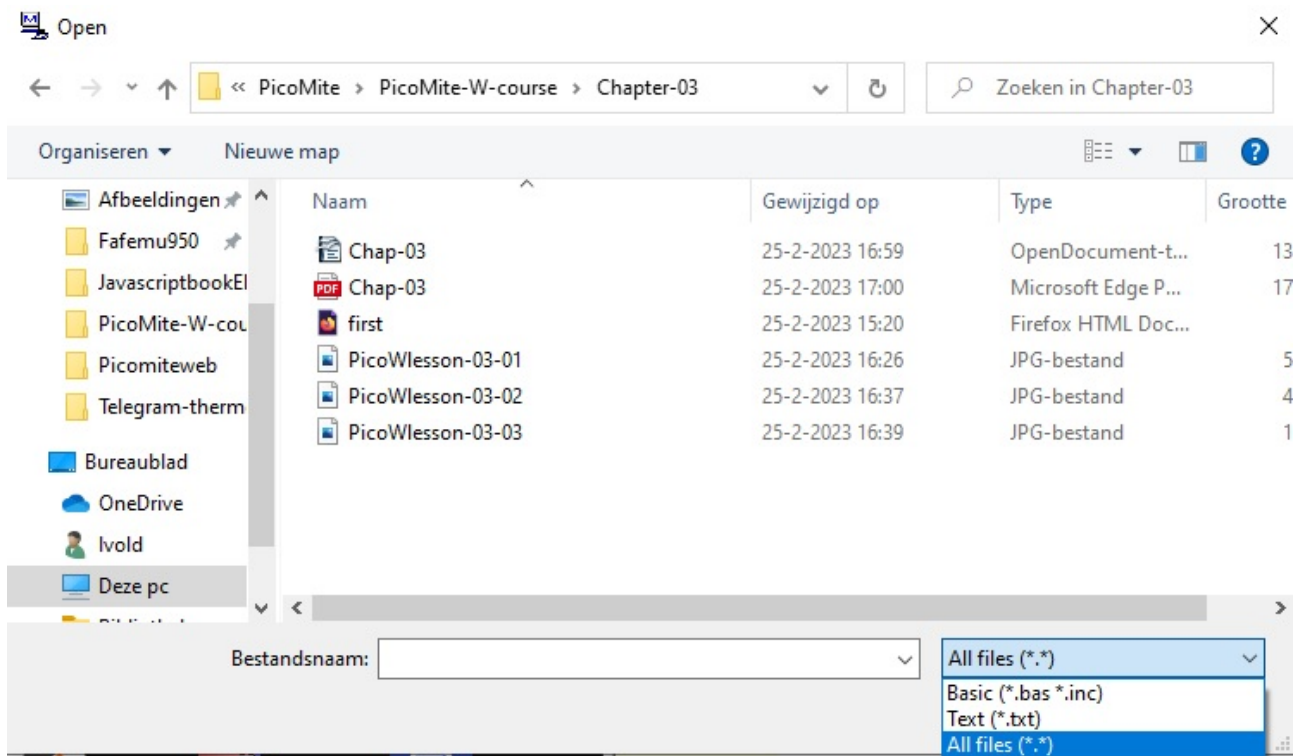 Open
« PicoMite › PicoMite-W-course › Chapter-03
Zoeken in Chapter-03
Organiseren Nieuwe map
Afbeeldingen
Fafemu950
JavascriptbookEl
PicoMite-W-cou
Picomiteweb
Telegram-therm
Bureaublad
OneDrive
Ivold
Deze pc
Naam Gewijzigd op Type Grootte
Chap-03 25-2-2023 16:59 OpenDocument-t... 13
PDF Chap-03 25-2-2023 17:00 Microsoft Edge P... 17
first 25-2-2023 15:20 Firefox HTML Doc...
PicoWlesson-03-01 25-2-2023 16:26 JPG-bestand 5
PicoWlesson-03-02 25-2-2023 16:37 JPG-bestand 4
PicoWlesson-03-03 25-2-2023 16:39 JPG-bestand 1
Bestandsnaam:
All files (*.*)
Basic (*.bas *.inc)
Text (*.txt)
All files (*.*)